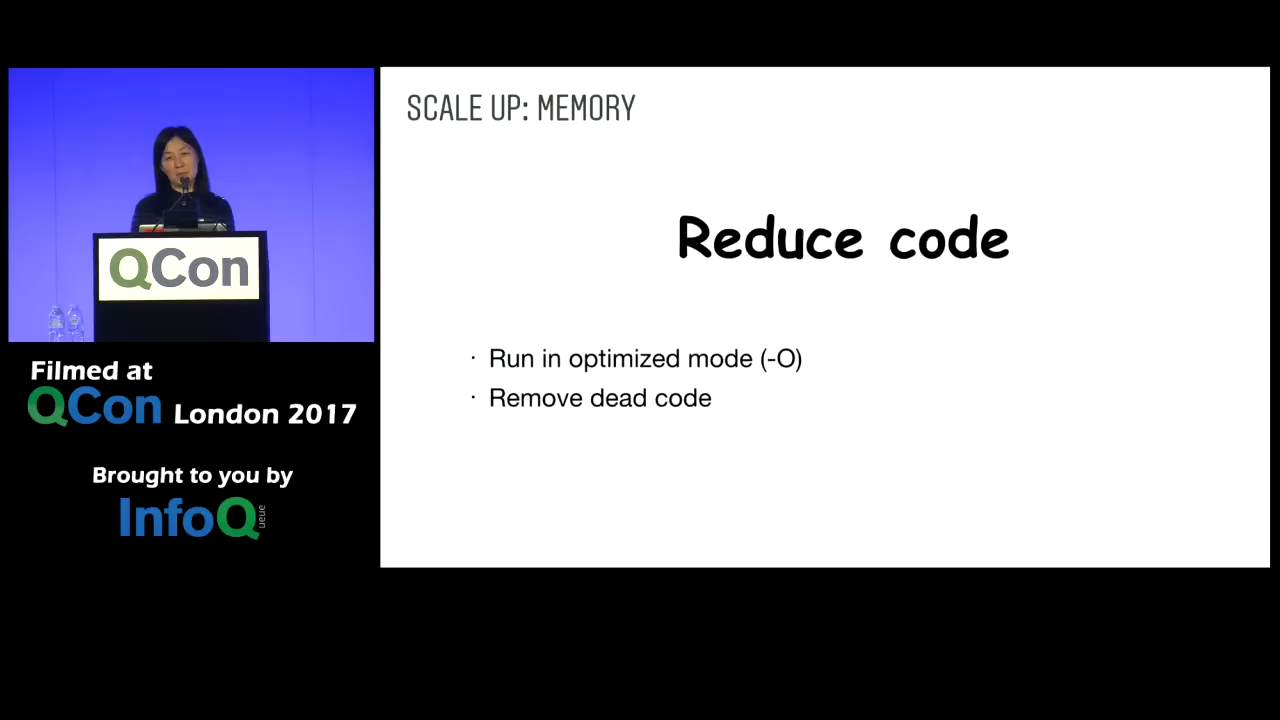 SCALE UP: MEMORY
Reduce code
· Run in optimized mode (-O)
· Remove dead code
QCon
Filmed at
QCon London 2017
Brought to you by
InfoQ
ueue